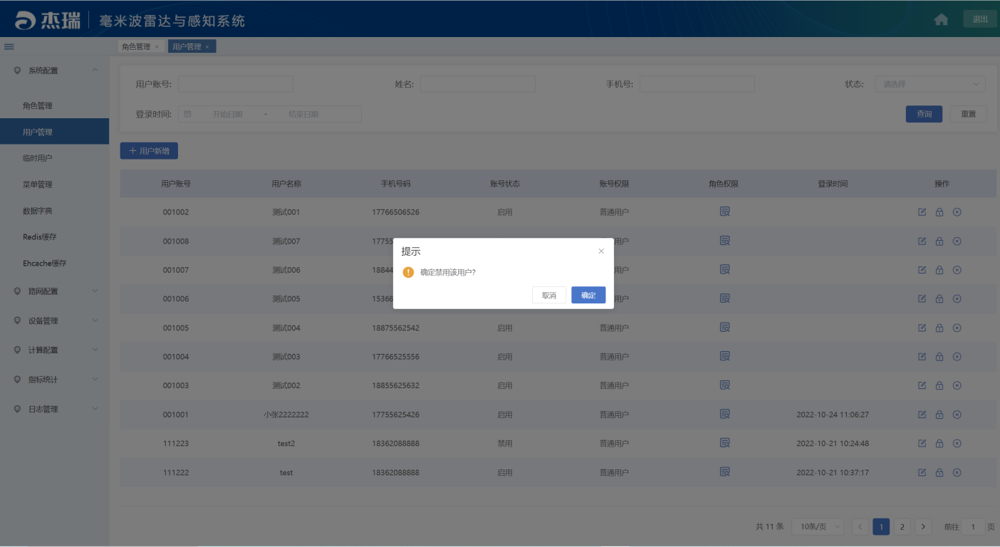 杰瑞 毫米波雷达与感知系统 退出
角色管理 × 用户管理 ×
系统配置
角色管理
用户管理
临时用户
菜单管理
数据字典
Redis缓存
Ehcache缓存
路网配置
设备管理
计算配置
指标统计
日志管理
用户账号: 姓名: 手机号: 状态: 请选择
登录时间: 开始日期 - 结束日期 查询 重置
+ 用户新增
用户账号 用户名称 手机号码 账号状态 账号权限 角色权限 登录时间 操作
001002 测试001 17766506526 启用 普通用户
001008 测试007 17755 用户
001007 测试006 18844 用户
001006 测试005 15366 用户
001005 测试004 18875562542 启用 普通用户
001004 测试003 17766525556 启用 普通用户
001003 测试002 18855625632 启用 普通用户
001001 小张2222222 17755625426 启用 普通用户 2022-10-24 11:06:27
111223 test2 18362088888 禁用 普通用户 2022-10-21 10:24:48
111222 test 18362088888 启用 普通用户 2022-10-21 10:37:17
提示
确定禁用该用户?
取消 确定
共 11 条 10条/页 1 2 前往 1 页